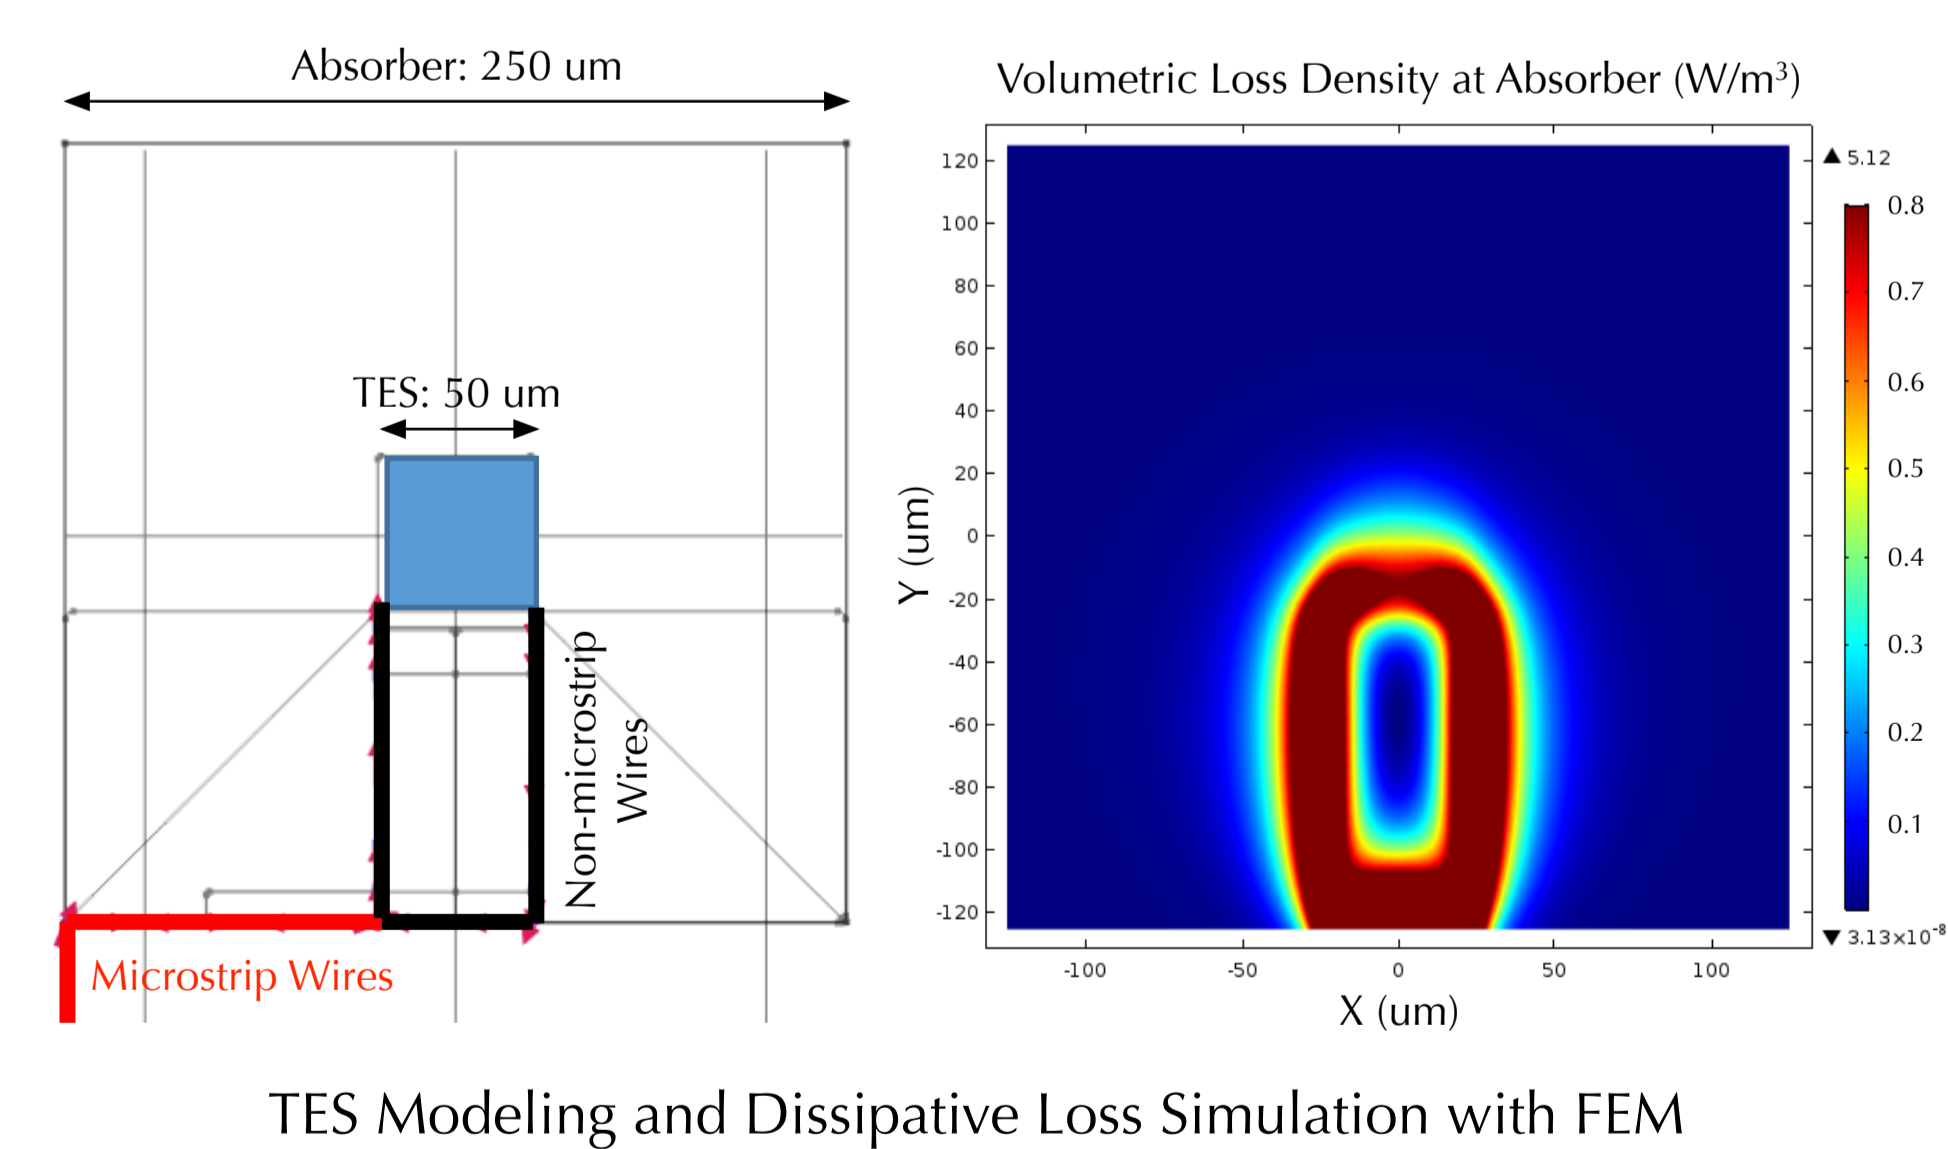 Absorber: 250 um
TES: 50 um
Non-microstrip
Wires
Microstrip Wires
Volumetric Loss Density at Absorber (W/m³)
120
100
80
60
40
20
0
-20
-40
-60
-80
-100
-120
Y (um)
-100 -50 0 50 100
X (um)
▲ 5.12
0.8
0.7
0.6
0.5
0.4
0.3
0.2
0.1
▼ 3.13×10⁻⁸
TES Modeling and Dissipative Loss Simulation with FEM